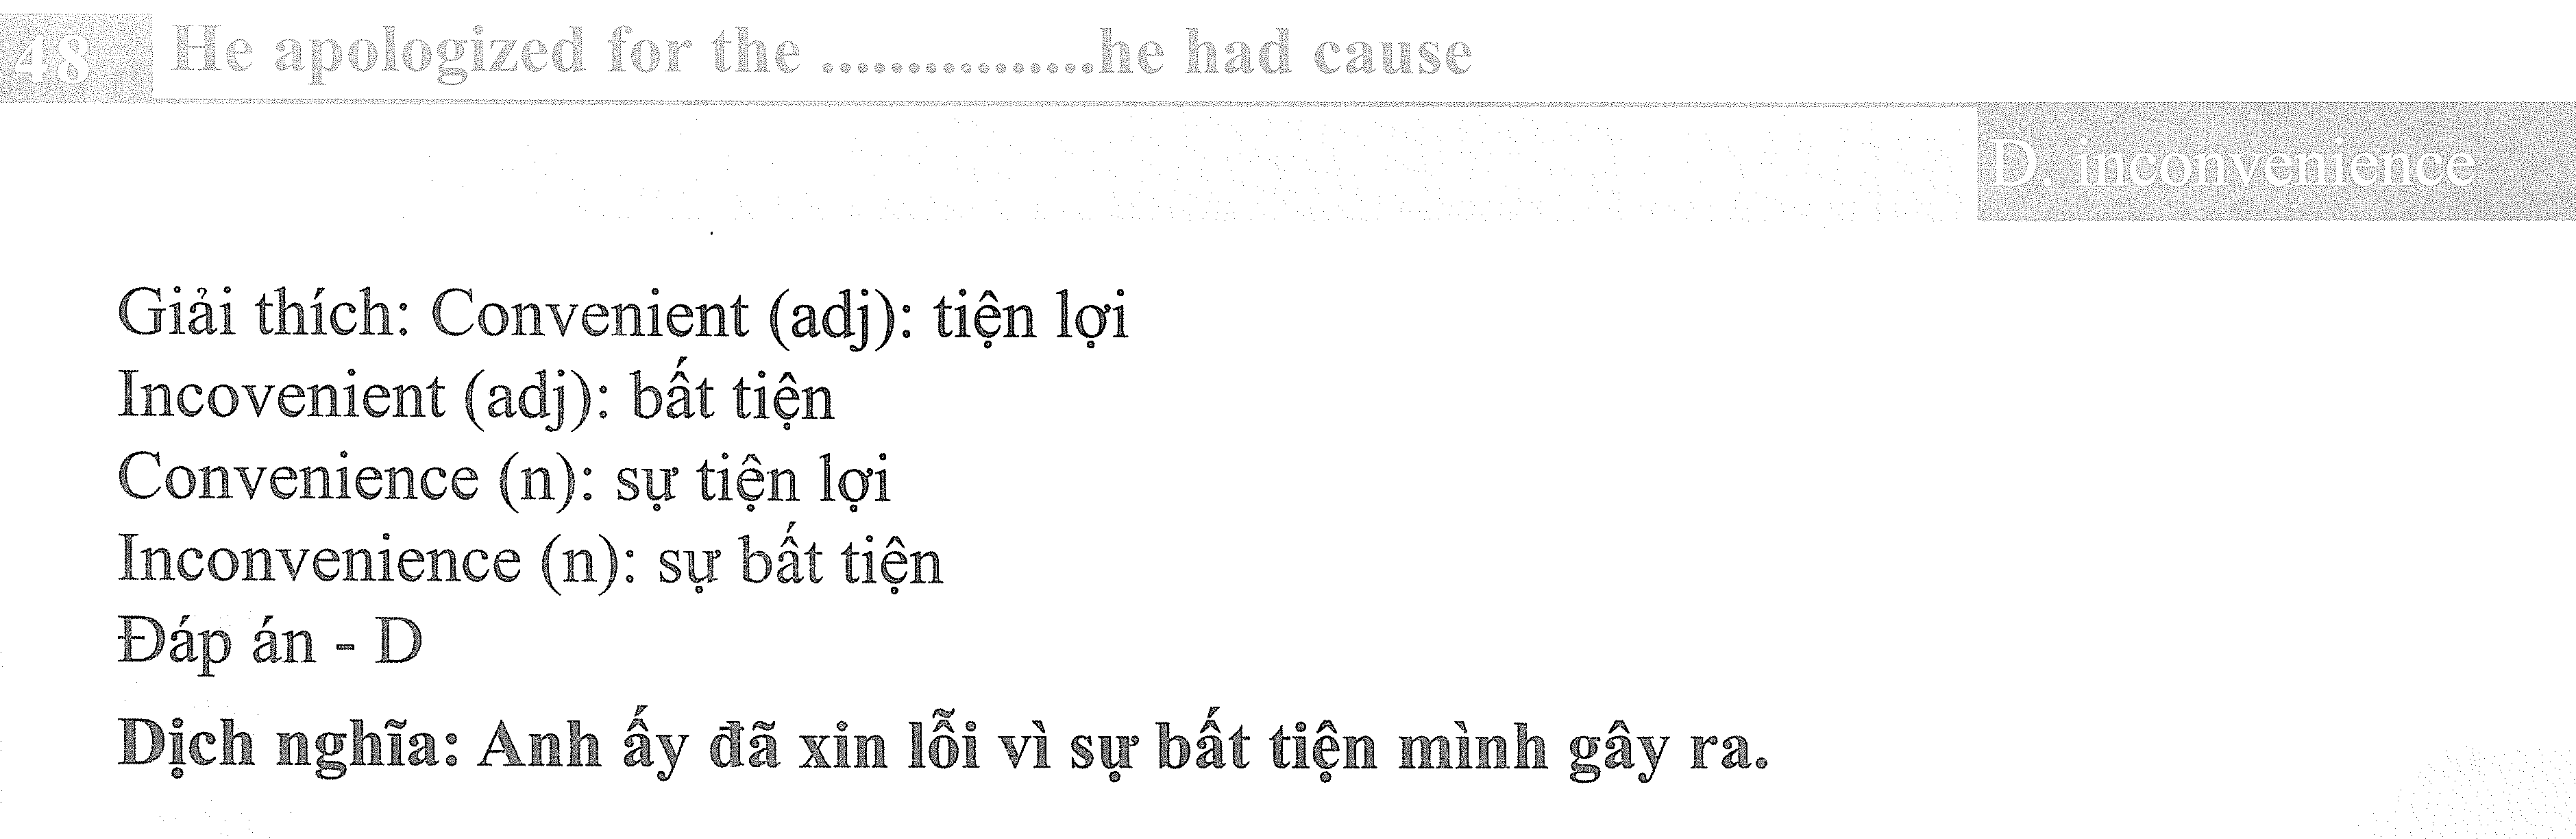 48 He apologized for the ...............he had cause
D. inconvenience
Giải thích: Convenient (adj): tiện lợi
Incovenient (adj): bất tiện
Convenience (n): sự tiện lợi
Inconvenience (n): sự bất tiện
Đáp án - D
Dịch nghĩa: Anh ấy đã xin lỗi vì sự bất tiện mình gây ra.